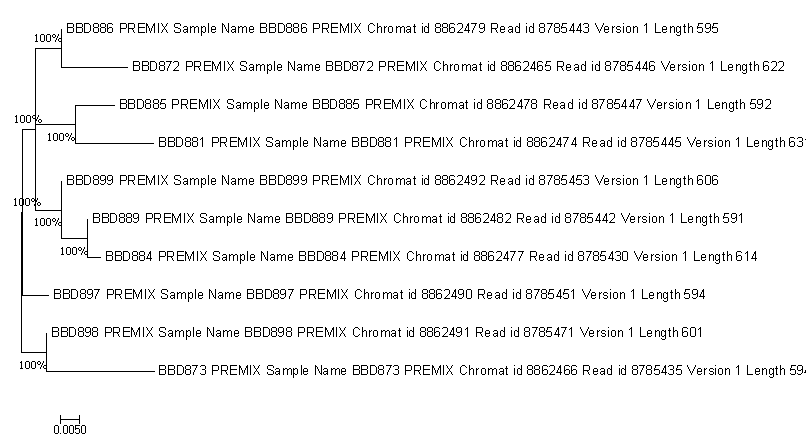 BBD886 PREMIX Sample Name BBD886 PREMIX Chromat id 8862479 Read id 8785443 Version 1 Length 595
100%
BBD872 PREMIX Sample Name BBD872 PREMIX Chromat id 8862465 Read id 8785446 Version 1 Length 622
BBD885 PREMIX Sample Name BBD885 PREMIX Chromat id 8862478 Read id 8785447 Version 1 Length 592
100%
100%
BBD881 PREMIX Sample Name BBD881 PREMIX Chromat id 8862474 Read id 8785445 Version 1 Length
BBD899 PREMIX Sample Name BBD899 PREMIX Chromat id 8862492 Read id 8785453 Version 1 Length 606
100%
100%
BBD889 PREMIX Sample Name BBD889 PREMIX Chromat id 8862482 Read id 8785442 Version 1 Length 591
100%
BBD884 PREMIX Sample Name BBD884 PREMIX Chromat id 8862477 Read id 8785430 Version 1 Length 614
BBD897 PREMIX Sample Name BBD897 PREMIX Chromat id 8862490 Read id 8785451 Version 1 Length 594
BBD898 PREMIX Sample Name BBD898 PREMIX Chromat id 8862491 Read id 8785471 Version 1 Length 601
100%
BBD873 PREMIX Sample Name BBD873 PREMIX Chromat id 8862466 Read id 8785435 Version 1 Length
0.0050